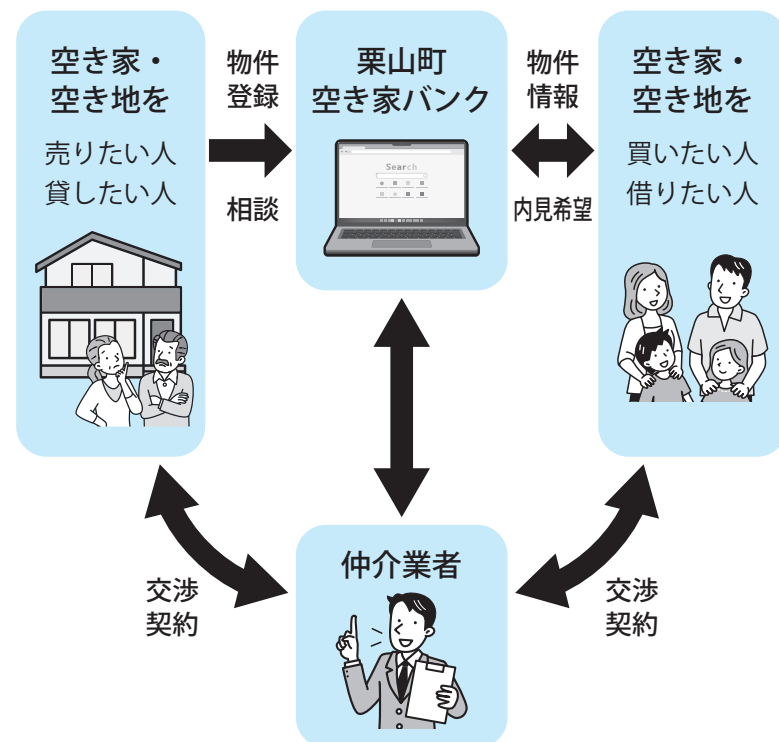 空き家・
空き地を
売りたい人
貸したい人
物件
登録
相談
栗山町
空き家バンク
Search
物件
情報
内見希望
空き家・
空き地を
買いたい人
借りたい人
交渉
契約
仲介業者
交渉
契約